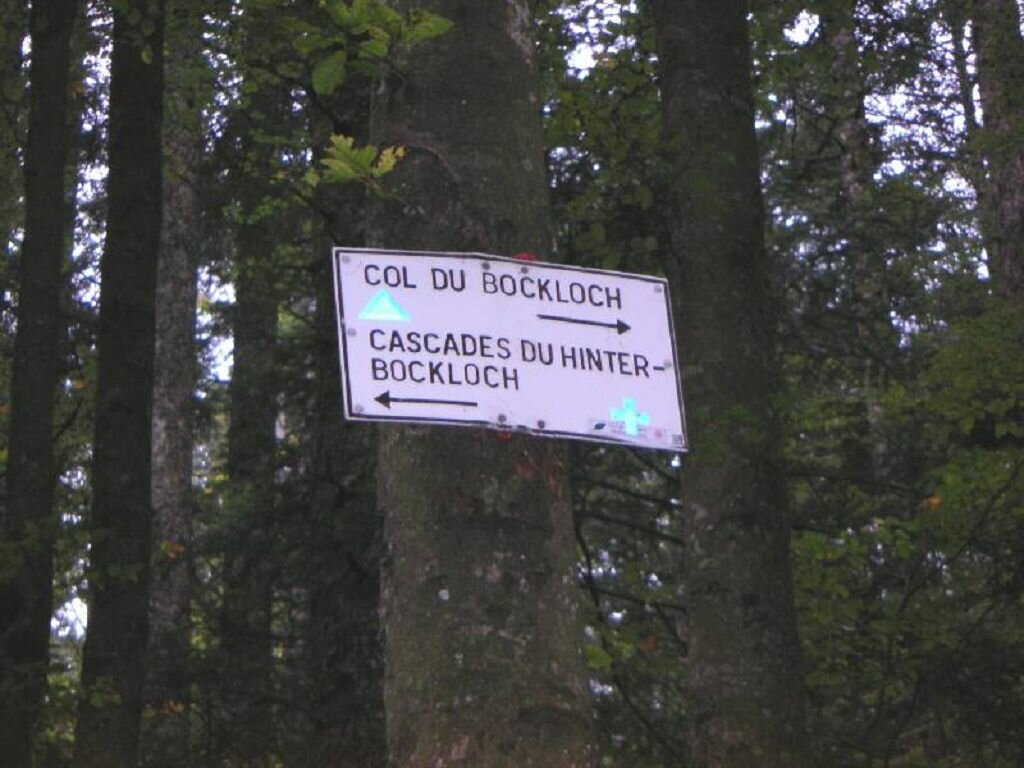 COL DU BOCKLOCH
CASCADES DU HINTER-
BOCKLOCH